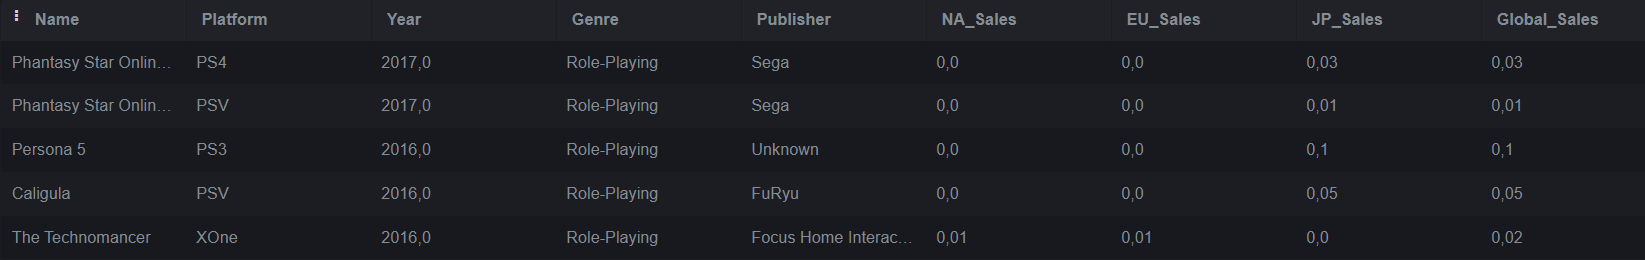 Name Platform Year Genre Publisher NA_Sales EU_Sales JP_Sales Global_Sales
Phantasy Star Onlin… PS4 2017,0 Role-Playing Sega 0,0 0,0 0,03 0,03
Phantasy Star Onlin… PSV 2017,0 Role-Playing Sega 0,0 0,0 0,01 0,01
Persona 5 PS3 2016,0 Role-Playing Unknown 0,0 0,0 0,1 0,1
Caligula PSV 2016,0 Role-Playing FuRyu 0,0 0,0 0,05 0,05
The Technomancer XOne 2016,0 Role-Playing Focus Home Interac… 0,01 0,01 0,0 0,02